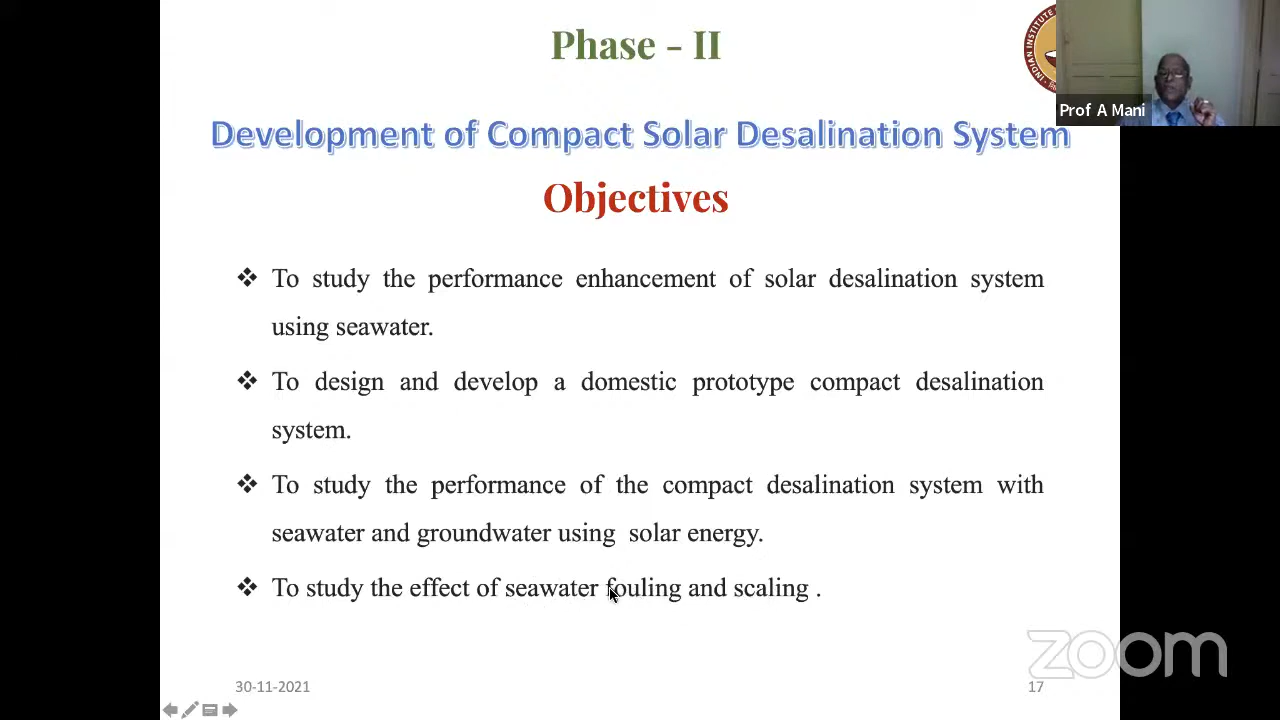 Phase - II
INDIAN INSTITUTE
Prof A Mani
Development of Compact Solar Desalination System
Objectives
❖ To study the performance enhancement of solar desalination system
using seawater.
❖ To design and develop a domestic prototype compact desalination
system.
❖ To study the performance of the compact desalination system with
seawater and groundwater using solar energy.
❖ To study the effect of seawater fouling and scaling .
zoom
30-11-2021
17